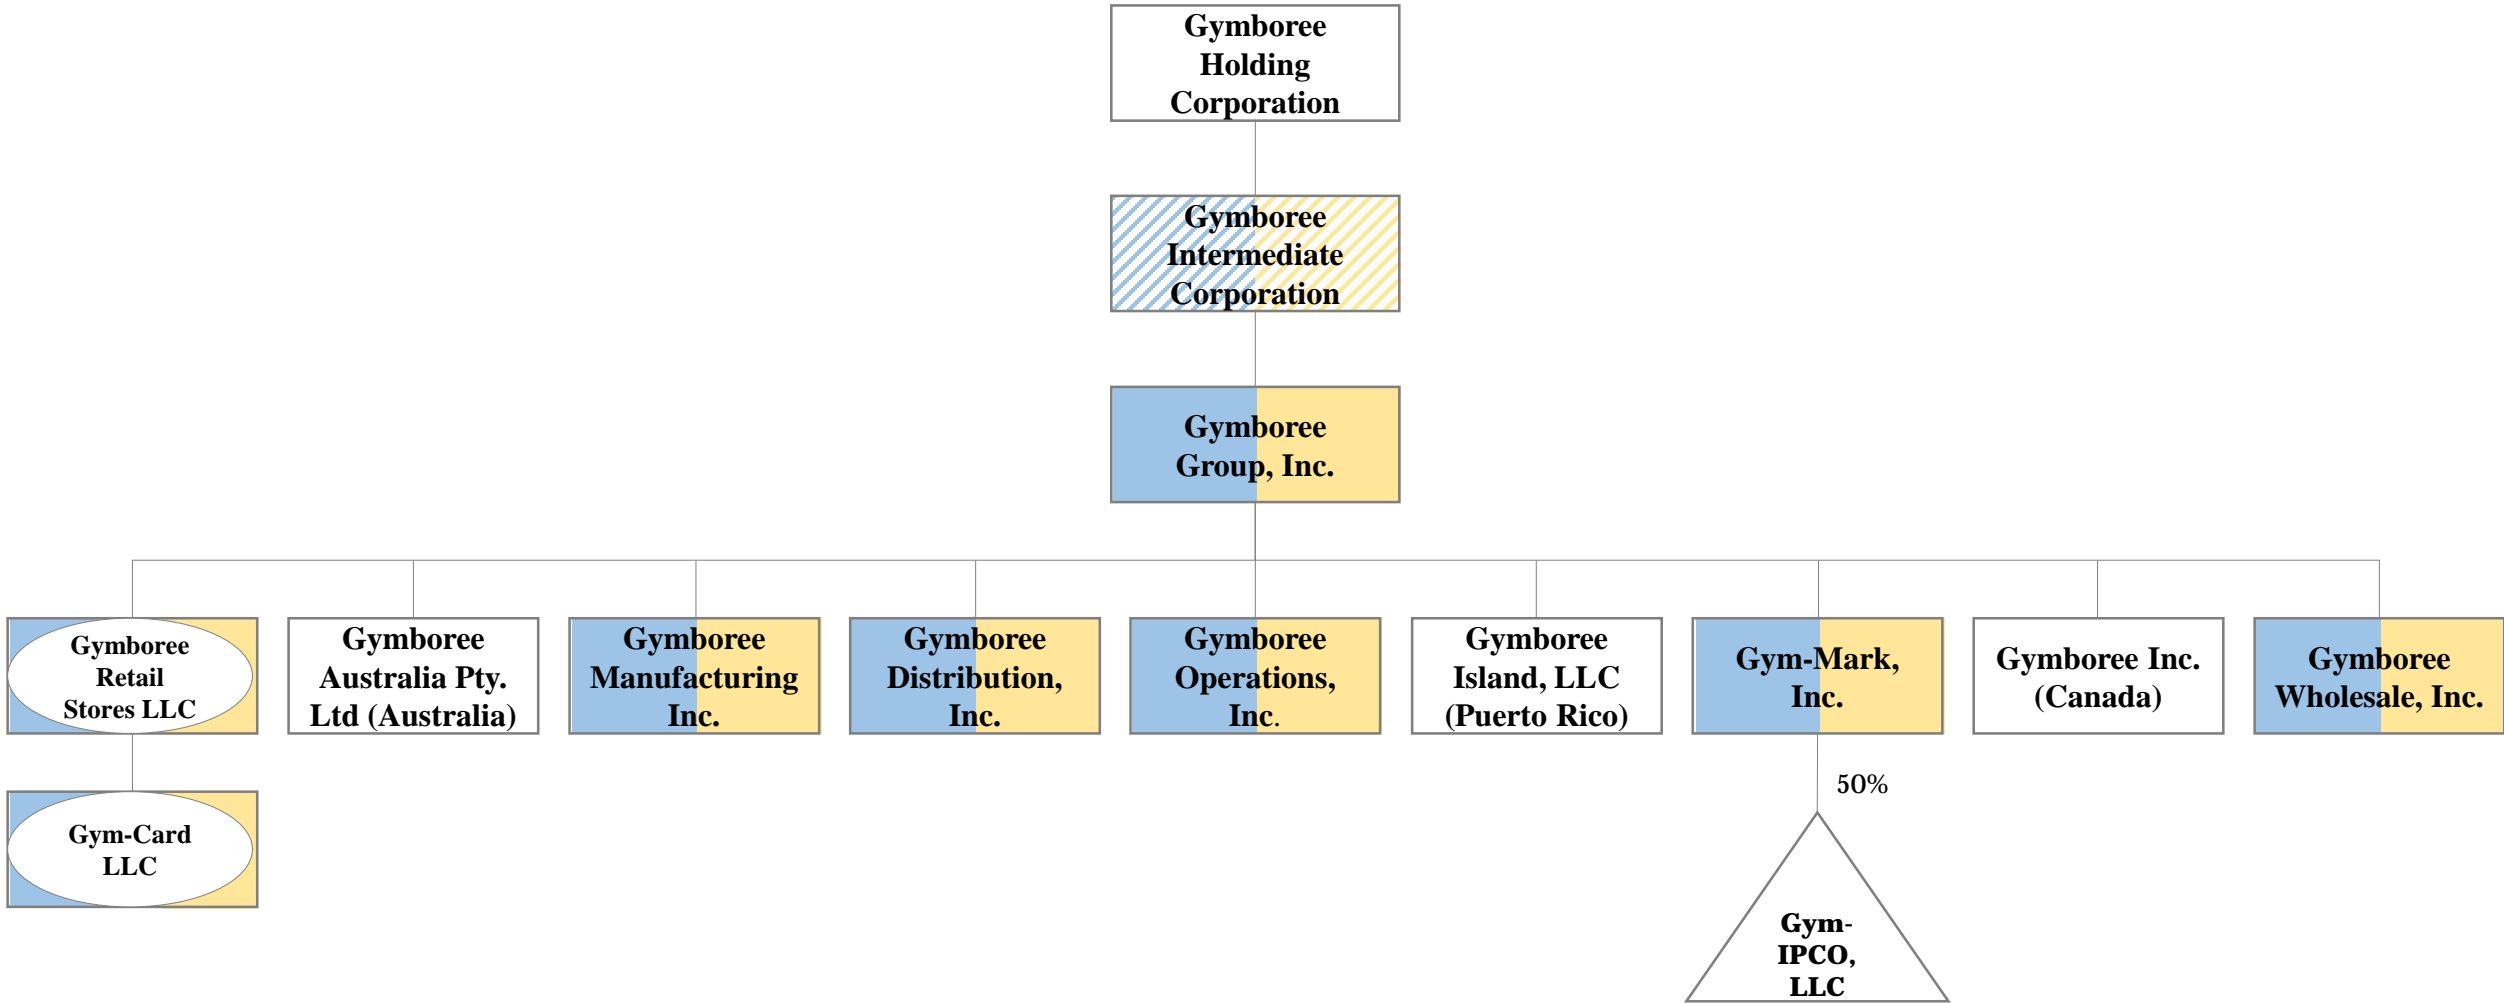 Gymboree
Holding
Corporation
Gymboree
Intermediate
Corporation
Gymboree
Group, Inc.
Gymboree
Retail
Stores LLC
Gymboree
Australia Pty.
Ltd (Australia)
Gymboree
Manufacturing
Inc.
Gymboree
Distribution,
Inc.
Gymboree
Operations,
Inc.
Gymboree
Island, LLC
(Puerto Rico)
Gym-Mark,
Inc.
Gymboree Inc.
(Canada)
Gymboree
Wholesale, Inc.
50%
Gym-Card
LLC
Gym-
IPCO,
LLC